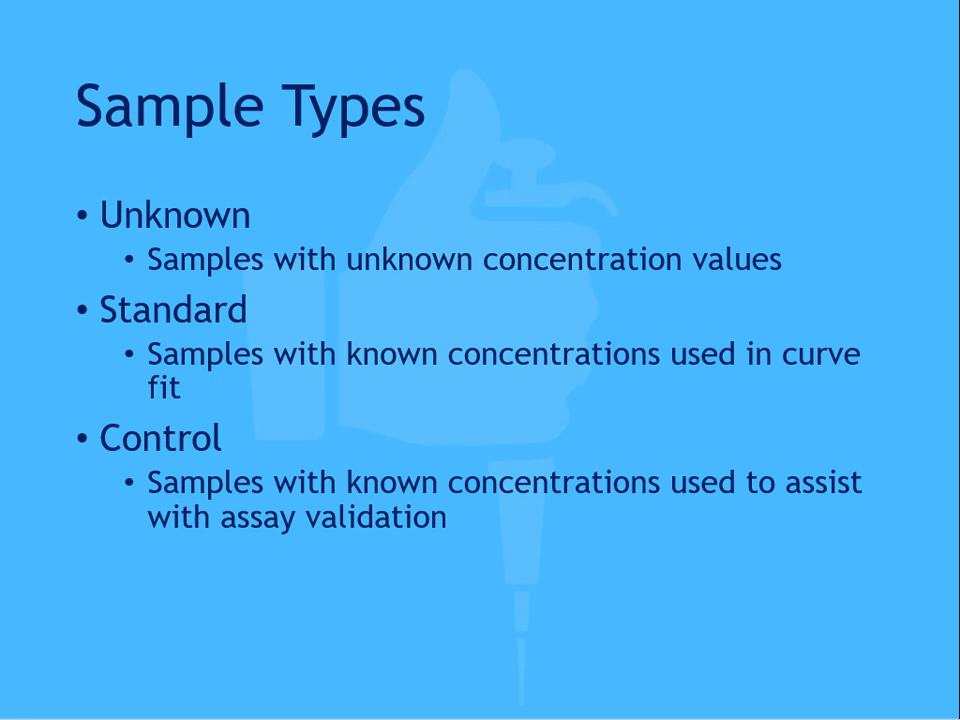 Sample Types
• Unknown
• Samples with unknown concentration values
• Standard
• Samples with known concentrations used in curve
fit
• Control
• Samples with known concentrations used to assist
with assay validation